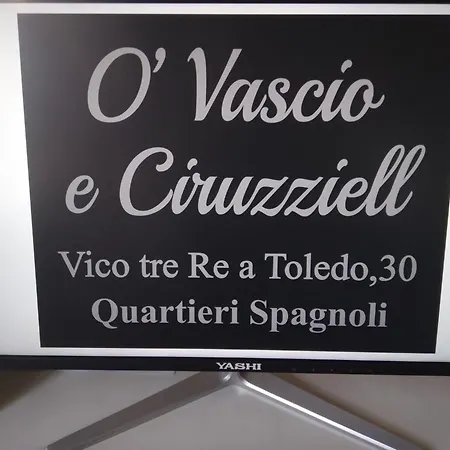 O' Vascio
e Ciruzziell
Vico tre Re a Toledo,30
Quartieri Spagnoli
YASHI